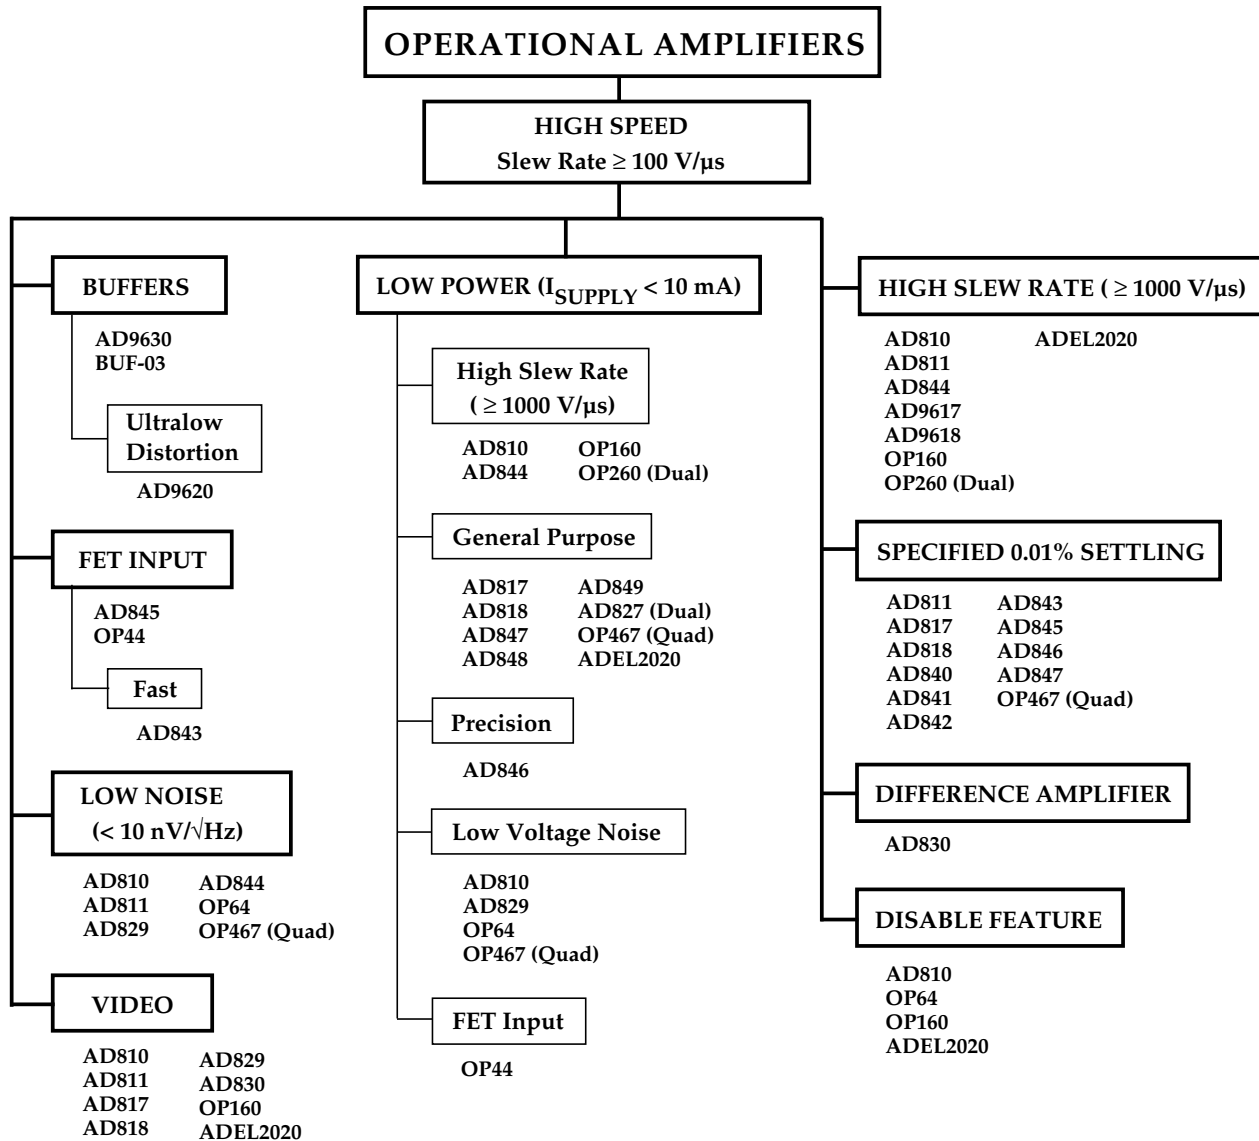 OPERATIONAL AMPLIFIERS
HIGH SPEED
Slew Rate ≥ 100 V/µs
BUFFERS
AD9630
BUF-03
Ultralow
Distortion
AD9620
FET INPUT
AD845
OP44
Fast
AD843
LOW NOISE
(< 10 nV/√Hz)
AD810 AD844
AD811 OP64
AD829 OP467 (Quad)
VIDEO
AD810 AD829
AD811 AD830
AD817 OP160
AD818 ADEL2020
LOW POWER (ISUPPLY < 10 mA)
High Slew Rate
( ≥ 1000 V/µs)
AD810 OP160
AD844 OP260 (Dual)
General Purpose
AD817 AD849
AD818 AD827 (Dual)
AD847 OP467 (Quad)
AD848 ADEL2020
Precision
AD846
Low Voltage Noise
AD810
AD829
OP64
OP467 (Quad)
FET Input
OP44
HIGH SLEW RATE ( ≥ 1000 V/µs)
AD810 ADEL2020
AD811
AD844
AD9617
AD9618
OP160
OP260 (Dual)
SPECIFIED 0.01% SETTLING
AD811 AD843
AD817 AD845
AD818 AD846
AD840 AD847
AD841 OP467 (Quad)
AD842
DIFFERENCE AMPLIFIER
AD830
DISABLE FEATURE
AD810
OP64
OP160
ADEL2020